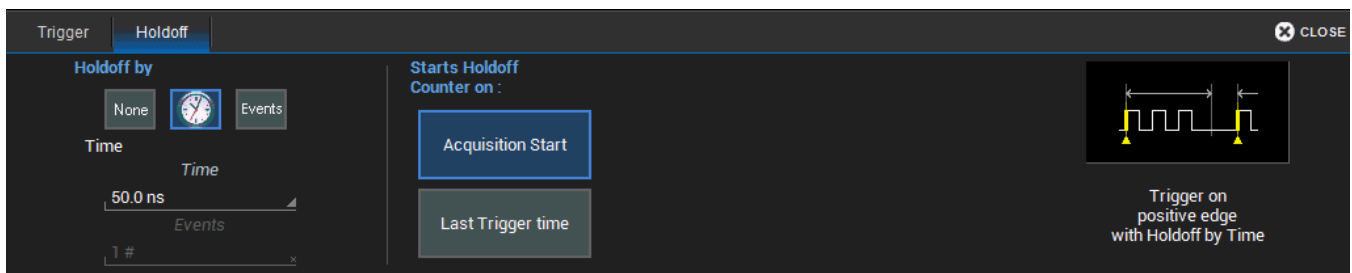 Trigger
Holdoff
CLOSE
Holdoff by
None
Events
Time
Time
50.0 ns
Events
1 #
Starts Holdoff
Counter on :
Acquisition Start
Last Trigger time
Trigger on
positive edge
with Holdoff by Time